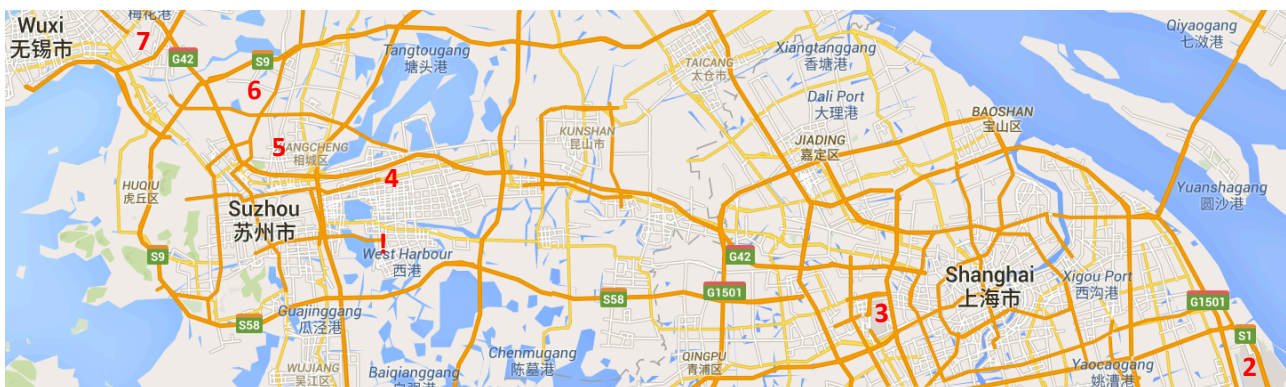 Wuxi
无锡市
梅花港
7
G42
S9
6
5
Tangtougang
塘头港
TAICANG
太仓市
Xiangtanggang
香塘港
Dali Port
大理港
Qiyaogang
七滧港
BAOSHAN
宝山区
JIADING
嘉定区
KUNSHAN
昆山市
XIANGCHENG
相城区
4
HUQIU
虎丘区
Suzhou
苏州市
!
West Harbour
西港
Yuanshagang
圆沙港
S9
G42
Shanghai
上海市
Xigou Port
西沟港
G1501
S58
G1501
3
S58
Guajinggang
瓜泾港
S1
2
Chenmugang
陈墓港
QINGPU
青浦区
WUJIANG
吴江区
Baiqianggang
Yaocaogang
姚漕港